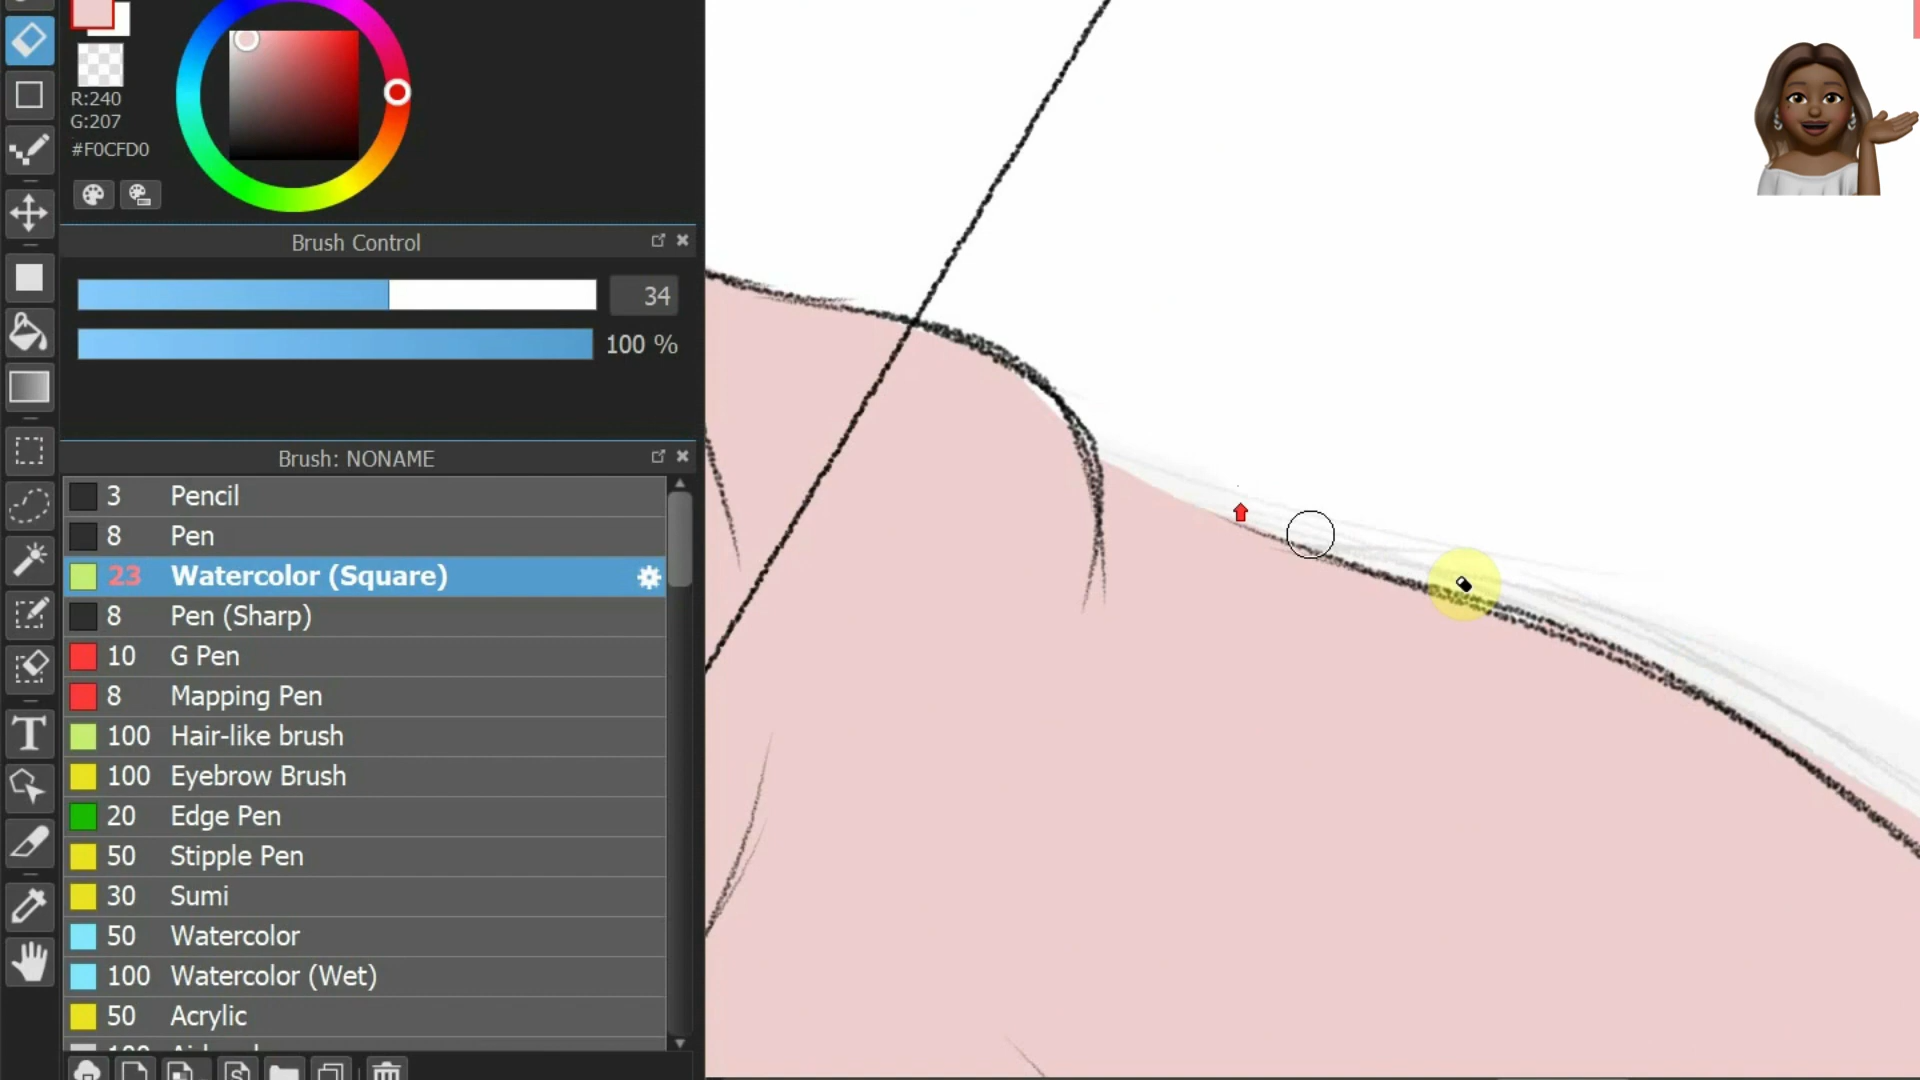 R:240
G:207
#F0CFD0
Brush Control
34
100 %
Brush: NONAME
3 Pencil
8 Pen
23 Watercolor (Square)
8 Pen (Sharp)
10 G Pen
8 Mapping Pen
100 Hair-like brush
100 Eyebrow Brush
20 Edge Pen
50 Stipple Pen
30 Sumi
50 Watercolor
100 Watercolor (Wet)
50 Acrylic
T
S